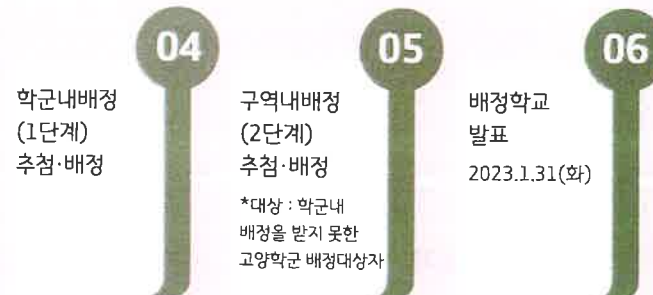 04
학군내배정
(1단계)
추첨·배정
05
구역내배정
(2단계)
추첨·배정
*대상 : 학군내
배정을 받지 못한
고양학군 배정대상자
06
배정학교
발표
2023.1.31(화)